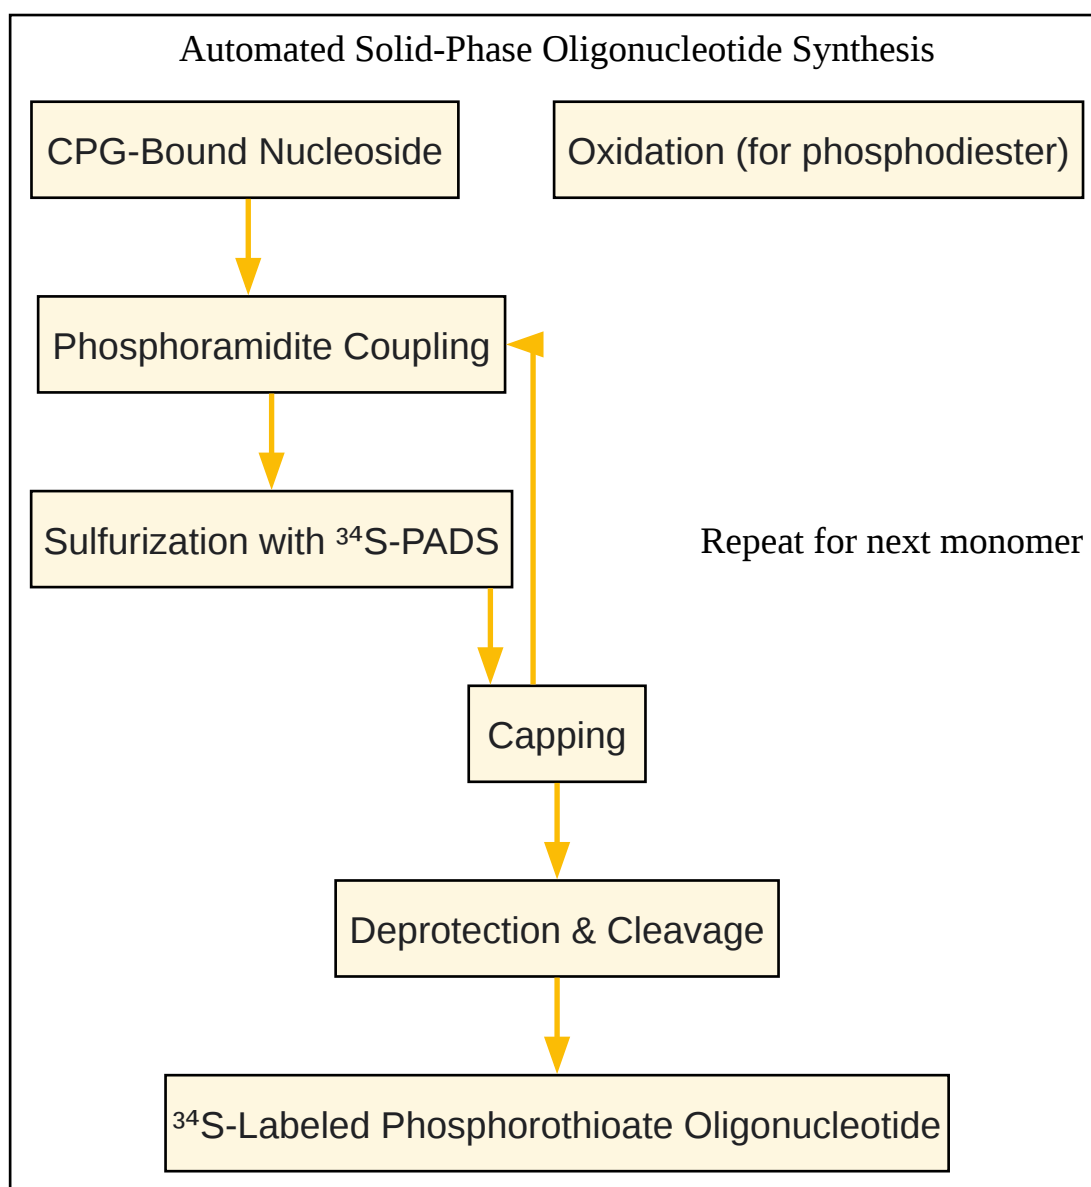 Automated Solid-Phase Oligonucleotide Synthesis
CPG-Bound Nucleoside
Oxidation (for phosphodiester)
Phosphoramidite Coupling
Sulfurization with ³⁴S-PADS
Repeat for next monomer
Capping
Deprotection & Cleavage
³⁴S-Labeled Phosphorothioate Oligonucleotide